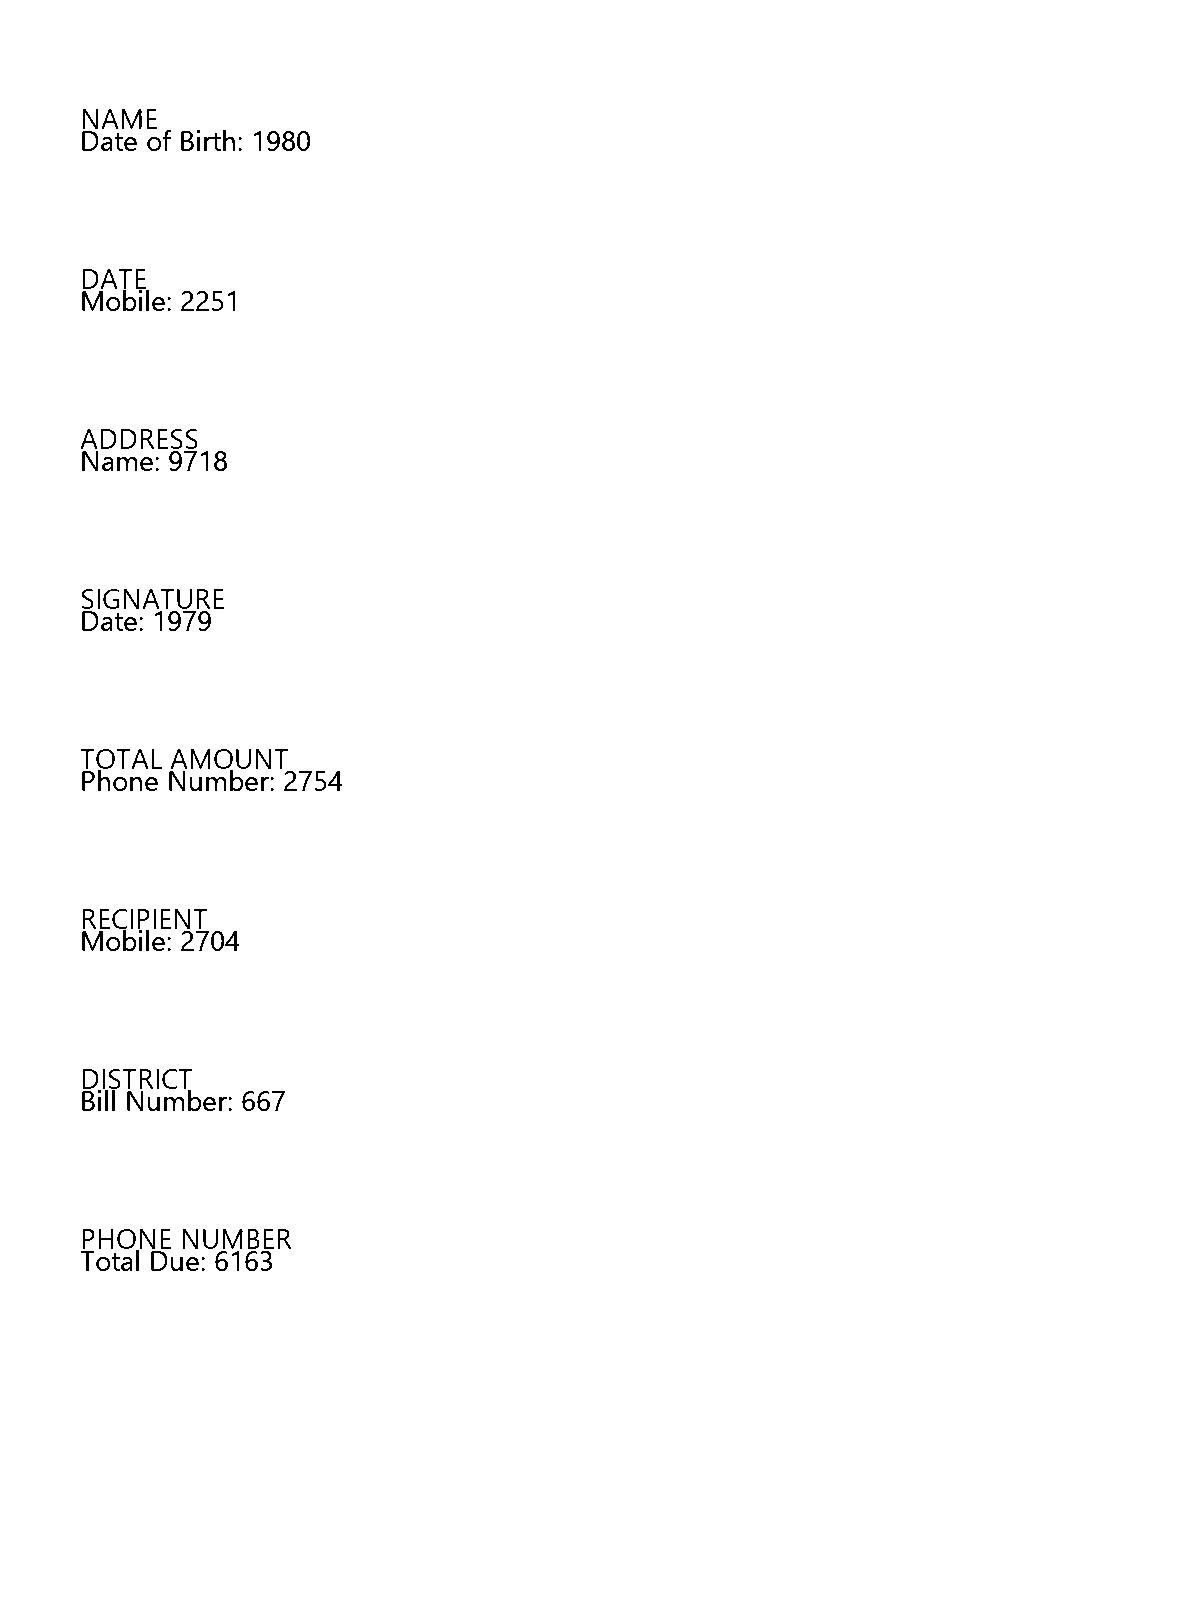 NAME
Date of Birth: 1980
DATE
Mobile: 2251
ADDRESS
Name: 9718
SIGNATURE
Date: 1979
TOTAL AMOUNT
Phone Number: 2754
RECIPIENT
Mobile: 2704
DISTRICT
Bill Number: 667
PHONE NUMBER
Total Due: 6163